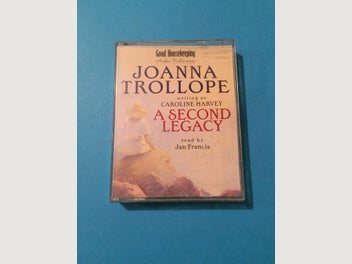 Good Housekeeping
Audio Collection
JOANNA
TROLLOPE
writing as
CAROLINE HARVEY
A SECOND
LEGACY
read by
Jan Francis